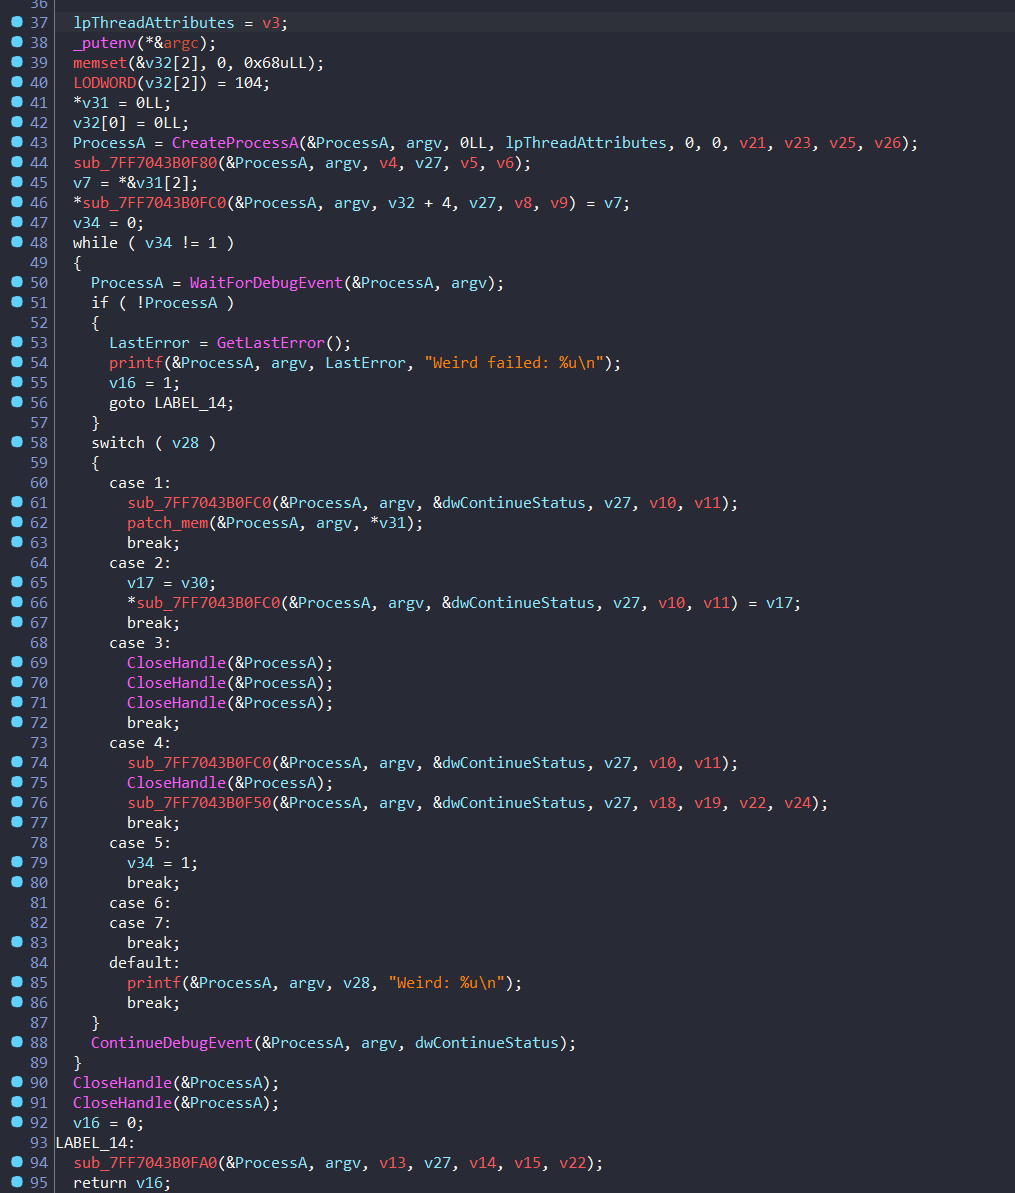 36
37 lpThreadAttributes = v3;
38 _putenv(*&argc);
39 memset(&v32[2], 0, 0x68uLL);
40 LODWORD(v32[2]) = 104;
41 *v31 = 0LL;
42 v32[0] = 0LL;
43 ProcessA = CreateProcessA(&ProcessA, argv, 0LL, lpThreadAttributes, 0, 0, v21, v23, v25, v26);
44 sub_7FF7043B0F80(&ProcessA, argv, v4, v27, v5, v6);
45 v7 = *&v31[2];
46 *sub_7FF7043B0FC0(&ProcessA, argv, v32 + 4, v27, v8, v9) = v7;
47 v34 = 0;
48 while ( v34 != 1 )
49 {
50 ProcessA = WaitForDebugEvent(&ProcessA, argv);
51 if ( !ProcessA )
52 {
53 LastError = GetLastError();
54 printf(&ProcessA, argv, LastError, "Weird failed: %u\n");
55 v16 = 1;
56 goto LABEL_14;
57 }
58 switch ( v28 )
59 {
60 case 1:
61 sub_7FF7043B0FC0(&ProcessA, argv, &dwContinueStatus, v27, v10, v11);
62 patch_mem(&ProcessA, argv, *v31);
63 break;
64 case 2:
65 v17 = v30;
66 *sub_7FF7043B0FC0(&ProcessA, argv, &dwContinueStatus, v27, v10, v11) = v17;
67 break;
68 case 3:
69 CloseHandle(&ProcessA);
70 CloseHandle(&ProcessA);
71 CloseHandle(&ProcessA);
72 break;
73 case 4:
74 sub_7FF7043B0FC0(&ProcessA, argv, &dwContinueStatus, v27, v10, v11);
75 CloseHandle(&ProcessA);
76 sub_7FF7043B0F50(&ProcessA, argv, &dwContinueStatus, v27, v18, v19, v22, v24);
77 break;
78 case 5:
79 v34 = 1;
80 break;
81 case 6:
82 case 7:
83 break;
84 default:
85 printf(&ProcessA, argv, v28, "Weird: %u\n");
86 break;
87 }
88 ContinueDebugEvent(&ProcessA, argv, dwContinueStatus);
89 }
90 CloseHandle(&ProcessA);
91 CloseHandle(&ProcessA);
92 v16 = 0;
93 LABEL_14:
94 sub_7FF7043B0FA0(&ProcessA, argv, v13, v27, v14, v15, v22);
95 return v16;